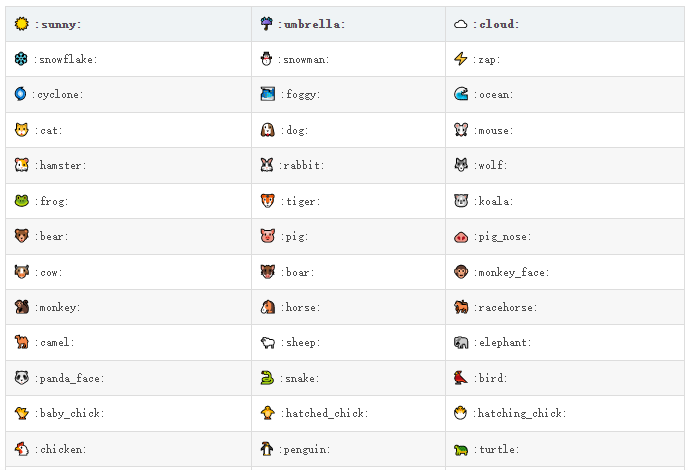 :sunny: :umbrella: :cloud:
:snowflake: :snowman: :zap:
:cyclone: :foggy: :ocean:
:cat: :dog: :mouse:
:hamster: :rabbit: :wolf:
:frog: :tiger: :koala:
:bear: :pig: :pig_nose:
:cow: :boar: :monkey_face:
:monkey: :horse: :racehorse:
:camel: :sheep: :elephant:
:panda_face: :snake: :bird:
:baby_chick: :hatched_chick: :hatching_chick:
:chicken: :penguin: :turtle: